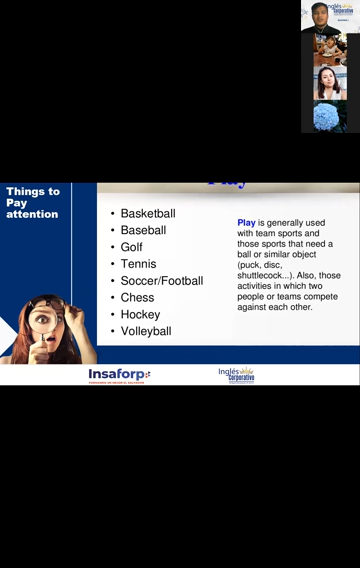 Inglés
Corporativo
Things to
Pay
attention
Play
• Basketball
• Baseball
• Golf
• Tennis
• Soccer/Football
• Chess
• Hockey
• Volleyball
Play is generally used
with team sports and
those sports that need a
ball or similar object
(puck, disc,
shuttlecock...). Also, those
activities in which two
people or teams compete
against each other.
Insaforp
Inglés
Corporativo